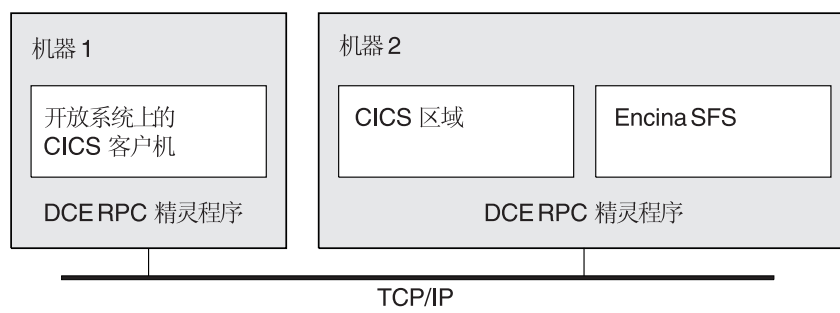 机器 1
开放系统上的
CICS 客户机
DCE RPC 精灵程序
机器 2
CICS 区域
Encina SFS
DCE RPC 精灵程序
TCP/IP